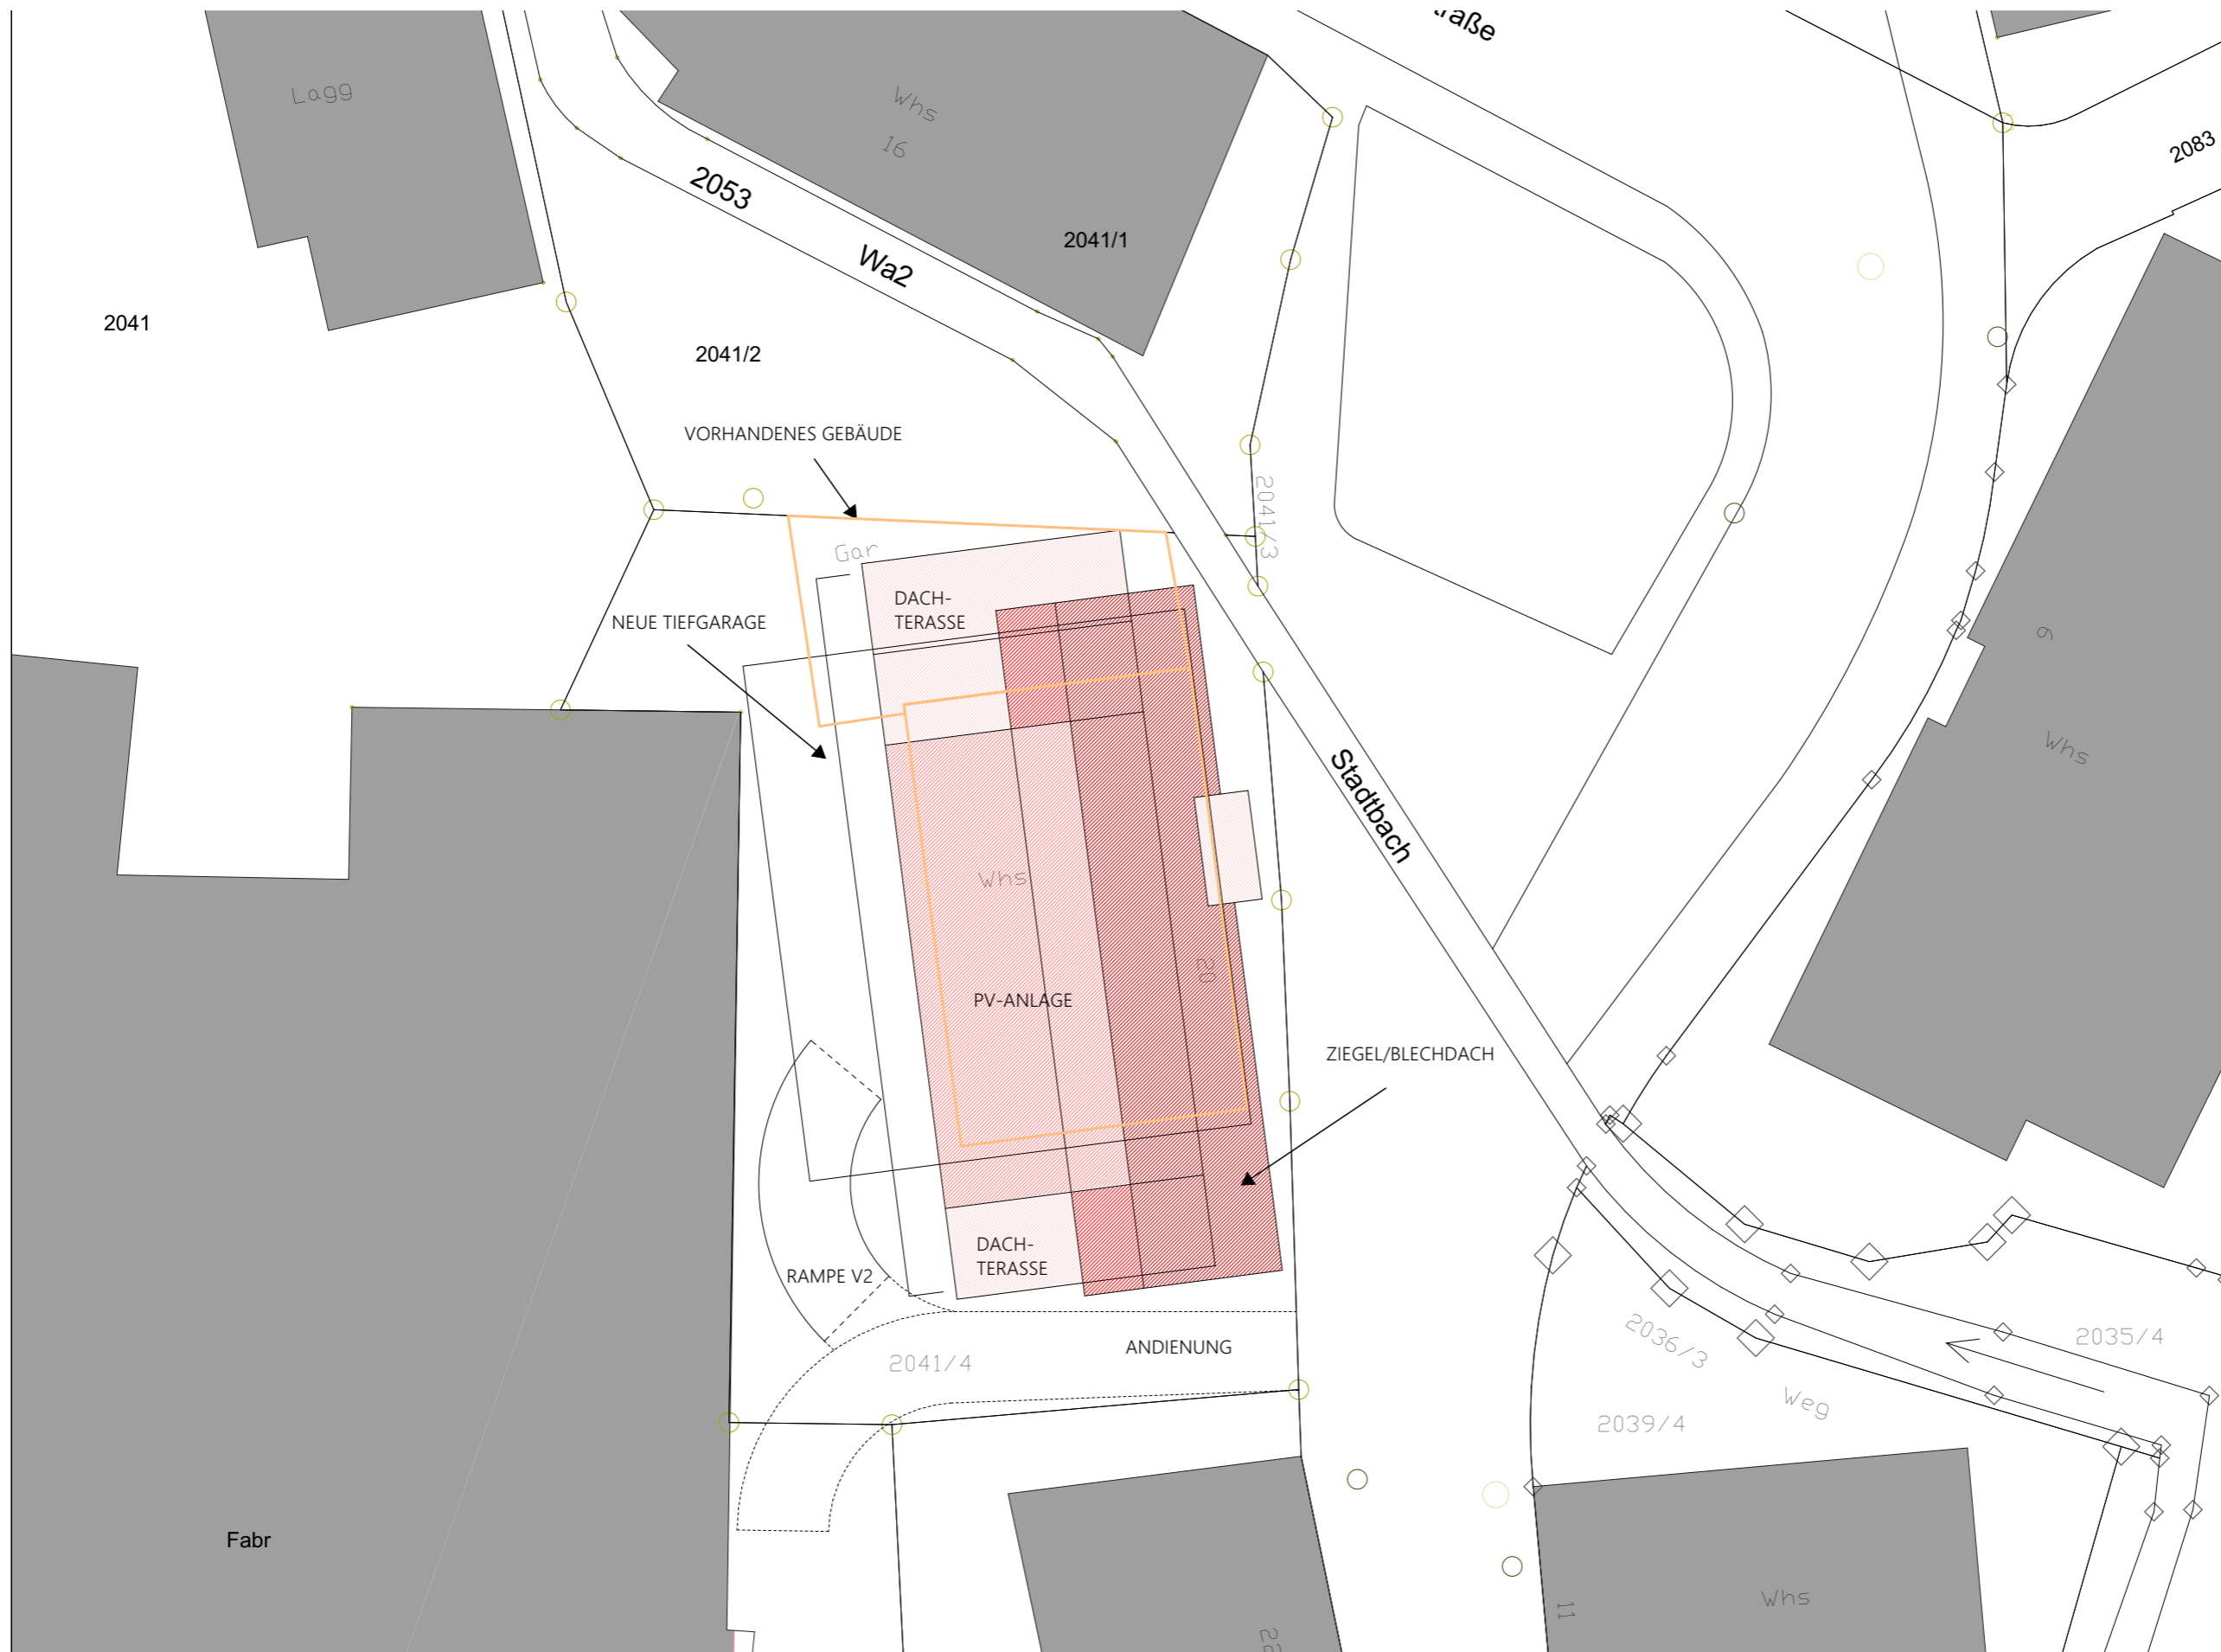 raße
Lagg
Whs
16
2083
2053
2041/1
Wa2
2041
2041/2
VORHANDENES GEBÄUDE
2041/3
Gar
DACH-
TERASSE
NEUE TIEFGARAGE
9
Whs
Stadtbach
Whs
20
PV-ANLAGE
ZIEGEL/BLECHDACH
DACH-
TERASSE
RAMPE V2
2036/3
2035/4
ANDIENUNG
2041/4
Weg
2039/4
Fabr
Whs
11